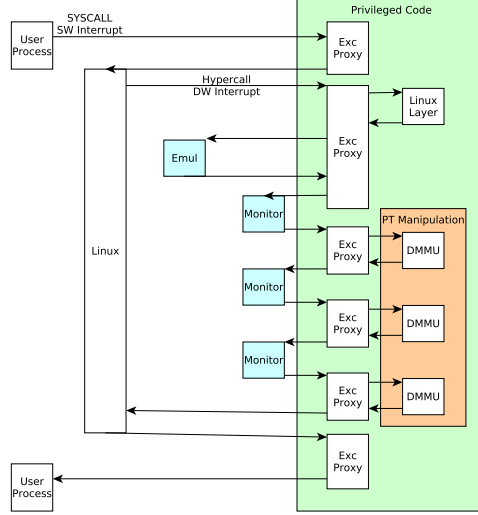 Privileged Code
SYSCALL
SW Interrupt
User
Process
Exc
Proxy
Hypercall
DW Interrupt
Linux
Layer
Exc
Proxy
Emul
Monitor
PT Manipulation
Linux
Exc
Proxy
DMMU
Monitor
Exc
Proxy
DMMU
Monitor
Exc
Proxy
DMMU
Exc
Proxy
User
Process